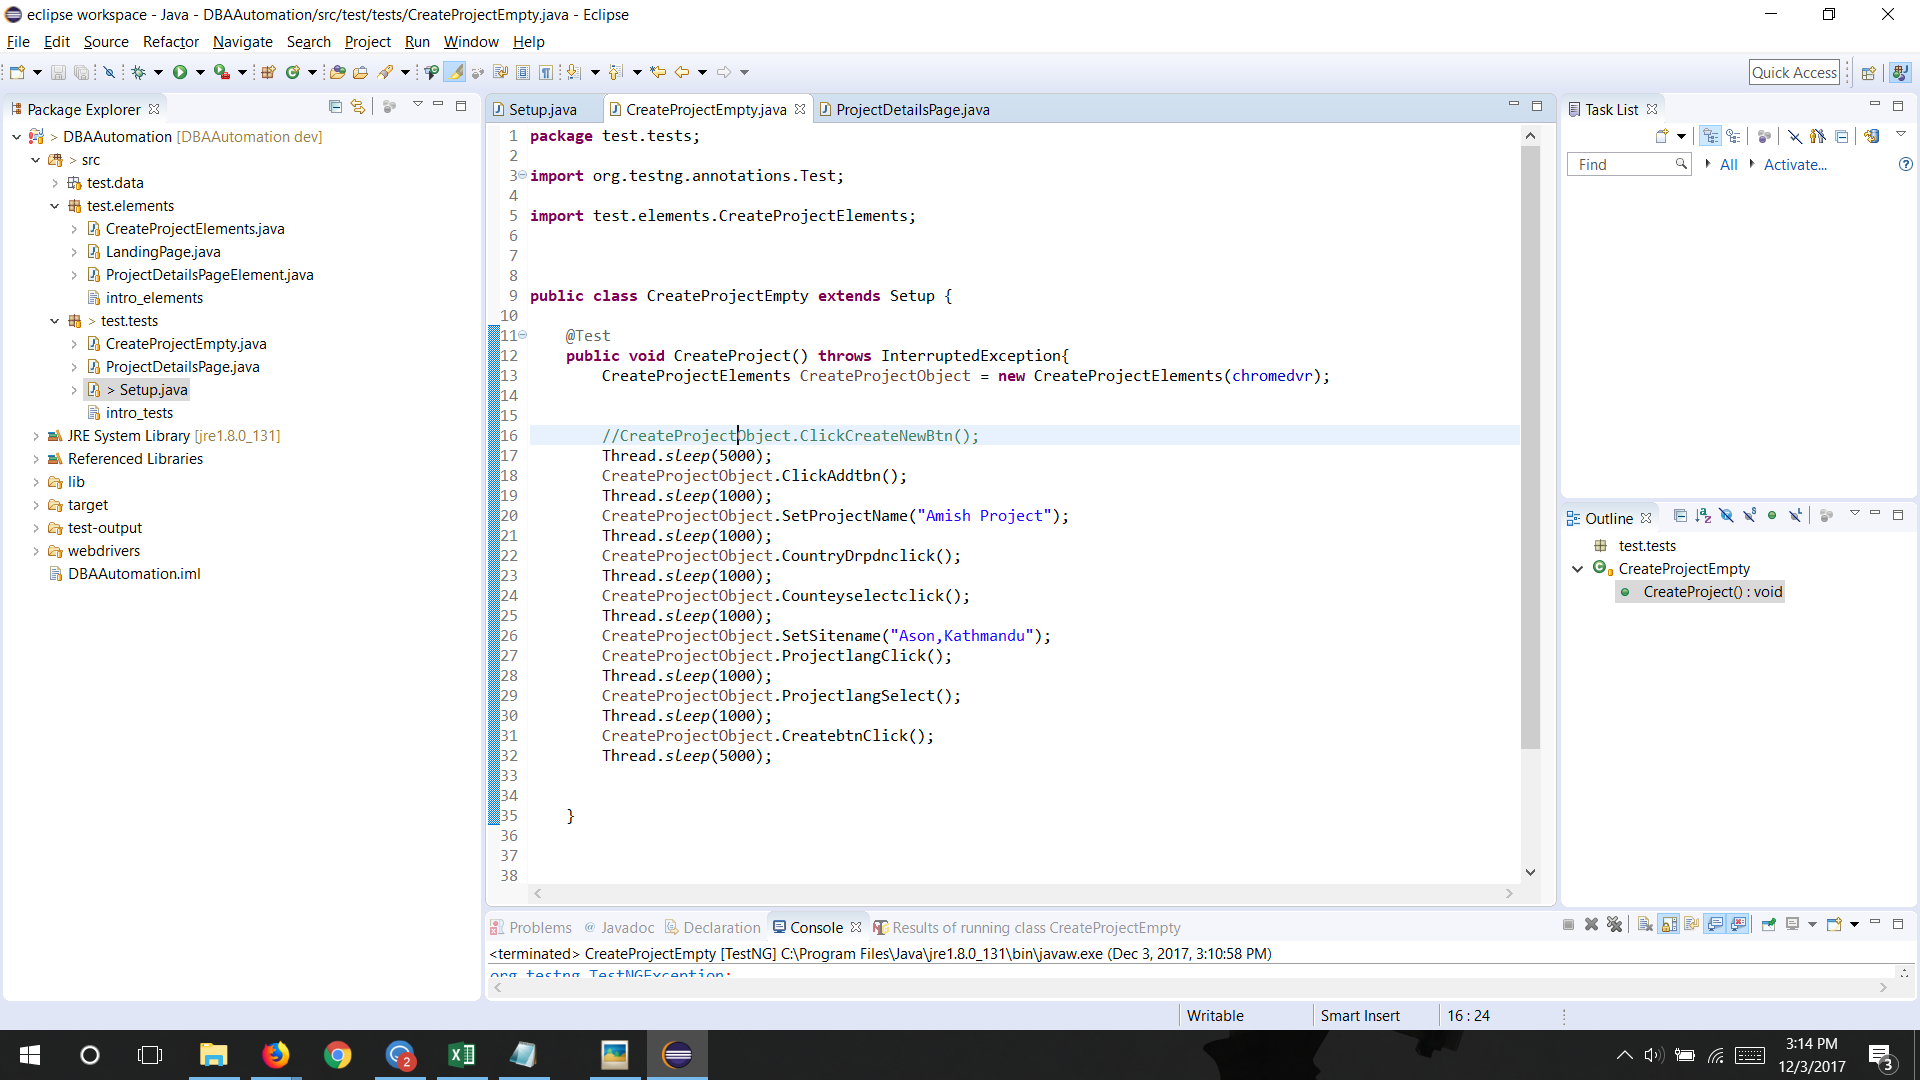 eclipse workspace - Java - DBAAutomation/src/test/tests/CreateProjectEmpty.java - Eclipse
File Edit Source Refactor Navigate Search Project Run Window Help
Quick Access
Package Explorer
DBAAutomation [DBAAutomation dev]
> src
test.data
test.elements
CreateProjectElements.java
LandingPage.java
ProjectDetailsPageElement.java
intro_elements
> test.tests
CreateProjectEmpty.java
ProjectDetailsPage.java
> Setup.java
intro_tests
JRE System Library [jre1.8.0_131]
Referenced Libraries
lib
target
test-output
webdrivers
DBAAutomation.iml
Setup.java CreateProjectEmpty.java ProjectDetailsPage.java
1 package test.tests;
2
3 import org.testng.annotations.Test;
4
5 import test.elements.CreateProjectElements;
6
7
8
9 public class CreateProjectEmpty extends Setup {
10
11 @Test
12 public void CreateProject() throws InterruptedException{
13 CreateProjectElements CreateProjectObject = new CreateProjectElements(chromedvr);
14
15
16 //CreateProjectObject.ClickCreateNewBtn();
17 Thread.sleep(5000);
18 CreateProjectObject.ClickAddtbn();
19 Thread.sleep(1000);
20 CreateProjectObject.SetProjectName("Amish Project");
21 Thread.sleep(1000);
22 CreateProjectObject.CountryDrpdnclick();
23 Thread.sleep(1000);
24 CreateProjectObject.Counteyselectclick();
25 Thread.sleep(1000);
26 CreateProjectObject.SetSitename("Ason,Kathmandu");
27 CreateProjectObject.ProjectlangClick();
28 Thread.sleep(1000);
29 CreateProjectObject.ProjectlangSelect();
30 Thread.sleep(1000);
31 CreateProjectObject.CreatebtnClick();
32 Thread.sleep(5000);
33
34
35 }
36
37
38
Task List
Find All Activate...
Outline
test.tests
CreateProjectEmpty
CreateProject() : void
Problems Javadoc Declaration Console Results of running class CreateProjectEmpty
<terminated> CreateProjectEmpty [TestNG] C:\Program Files\Java\jre1.8.0_131\bin\javaw.exe (Dec 3, 2017, 3:10:58 PM)
org.testng.TestNGException:
Writable Smart Insert 16 : 24
2
3:14 PM
12/3/2017
3